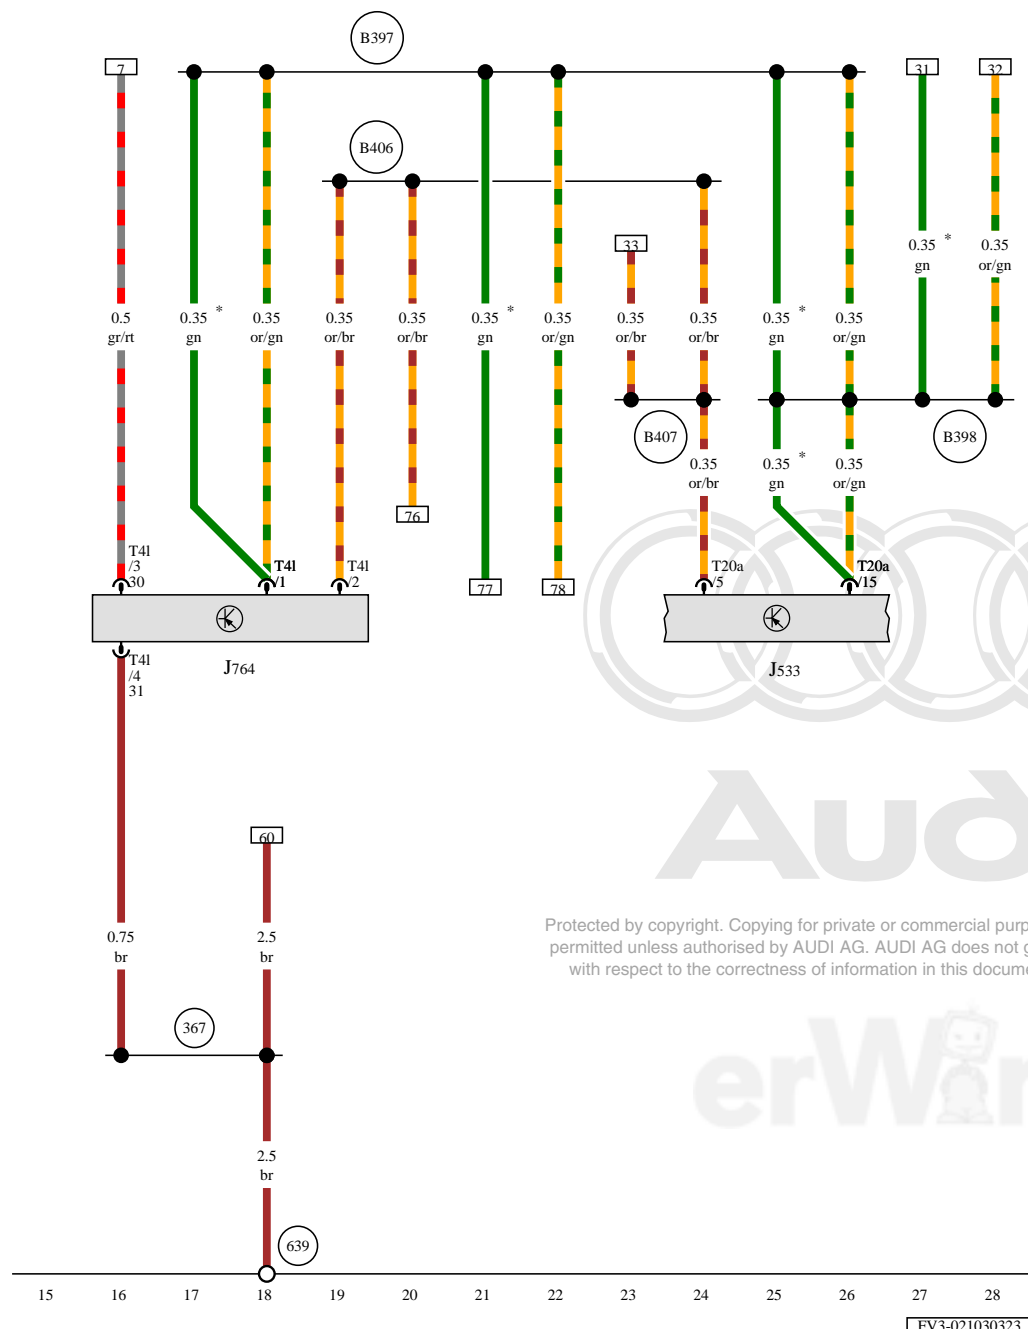 B397
7
31
32
B406
33
0.35 *
gn
0.35
or/gn
0.5
gr/rt
0.35 *
gn
0.35
or/gn
0.35
or/br
0.35
or/br
0.35 *
gn
0.35
or/gn
0.35
or/br
0.35
or/br
0.35 *
gn
0.35
or/gn
B407
B398
0.35
or/br
0.35 *
gn
0.35
or/gn
76
T4l
/3
30
T4l
/1
T4l
/2
77
78
T20a
/5
T20a
/15
T4l
/4
31
J764
J533
Audi
60
Protected by copyright. Copying for private or commercial purp
permitted unless authorised by AUDI AG. AUDI AG does not g
with respect to the correctness of information in this docume
0.75
br
2.5
br
367
erWin
2.5
br
639
15 16 17 18 19 20 21 22 23 24 25 26 27 28
FV3-021030323